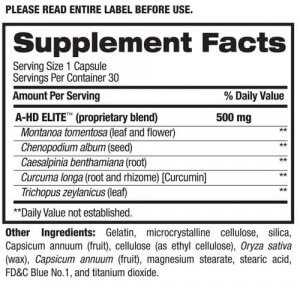 PLEASE READ ENTIRE LABEL BEFORE USE.
Supplement Facts
Serving Size 1 Capsule
Servings Per Container 30
Amount Per Serving % Daily Value
A-HD ELITE™ (proprietary blend) 500 mg
Montanoa tomentosa (leaf and flower) **
Chenopodium album (seed) **
Caesalpinia benthamiana (root) **
Curcuma longa (root and rhizome) [Curcumin] **
Trichopus zeylanicus (leaf) **
**Daily Value not established.
Other Ingredients: Gelatin, microcrystalline cellulose, silica,
Capsicum annuum (fruit), cellulose (as ethyl cellulose), Oryza sativa
(wax), Capsicum annuum (fruit), magnesium stearate, stearic acid,
FD&C Blue No.1, and titanium dioxide.